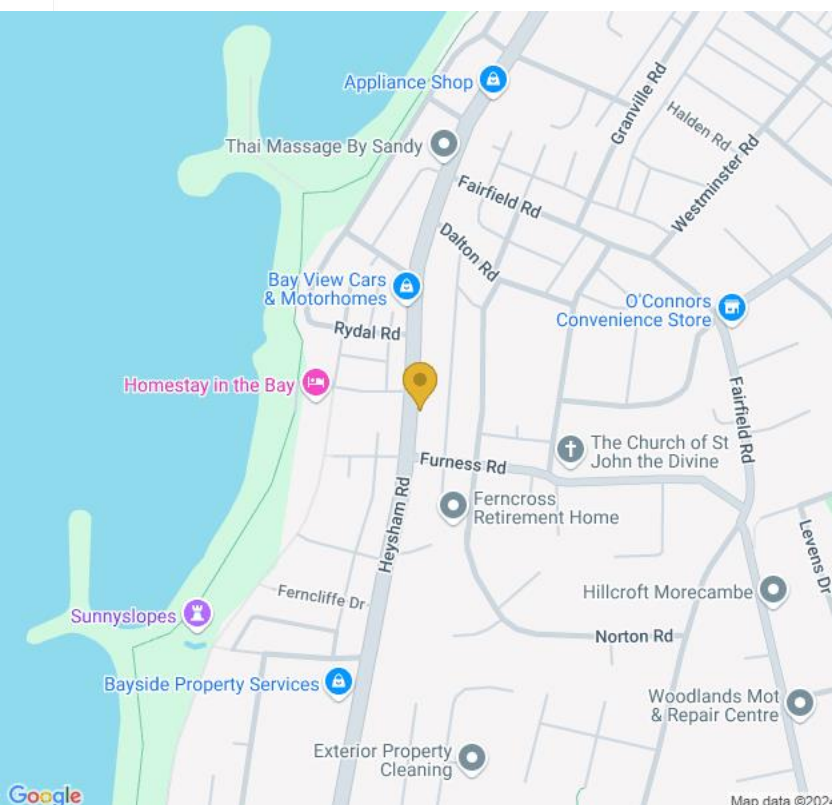 Appliance Shop
Granville Rd
Halden Rd
Thai Massage By Sandy
Westminster Rd
Fairfield Rd
Dalton Rd
Bay View Cars
& Motorhomes
O'Connors
Convenience Store
Rydal Rd
Homestay in the Bay
Fairfield Rd
The Church of St
John the Divine
Furness Rd
Ferncross
Retirement Home
Heysham Rd
Levens Dr
Ferncliffe Dr
Hillcroft Morecambe
Sunnyslopes
Norton Rd
Bayside Property Services
Woodlands Mot
& Repair Centre
Exterior Property
Cleaning
Google
Map data ©202